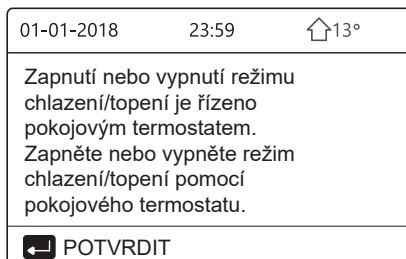 01-01-2018 23:59 13°
Zapnutí nebo vypnutí režimu
chlazení/topení je řízeno
pokojovým termostatem.
Zapněte nebo vypněte režim
chlazení/topení pomocí
pokojového termostatu.
POTVRDIT